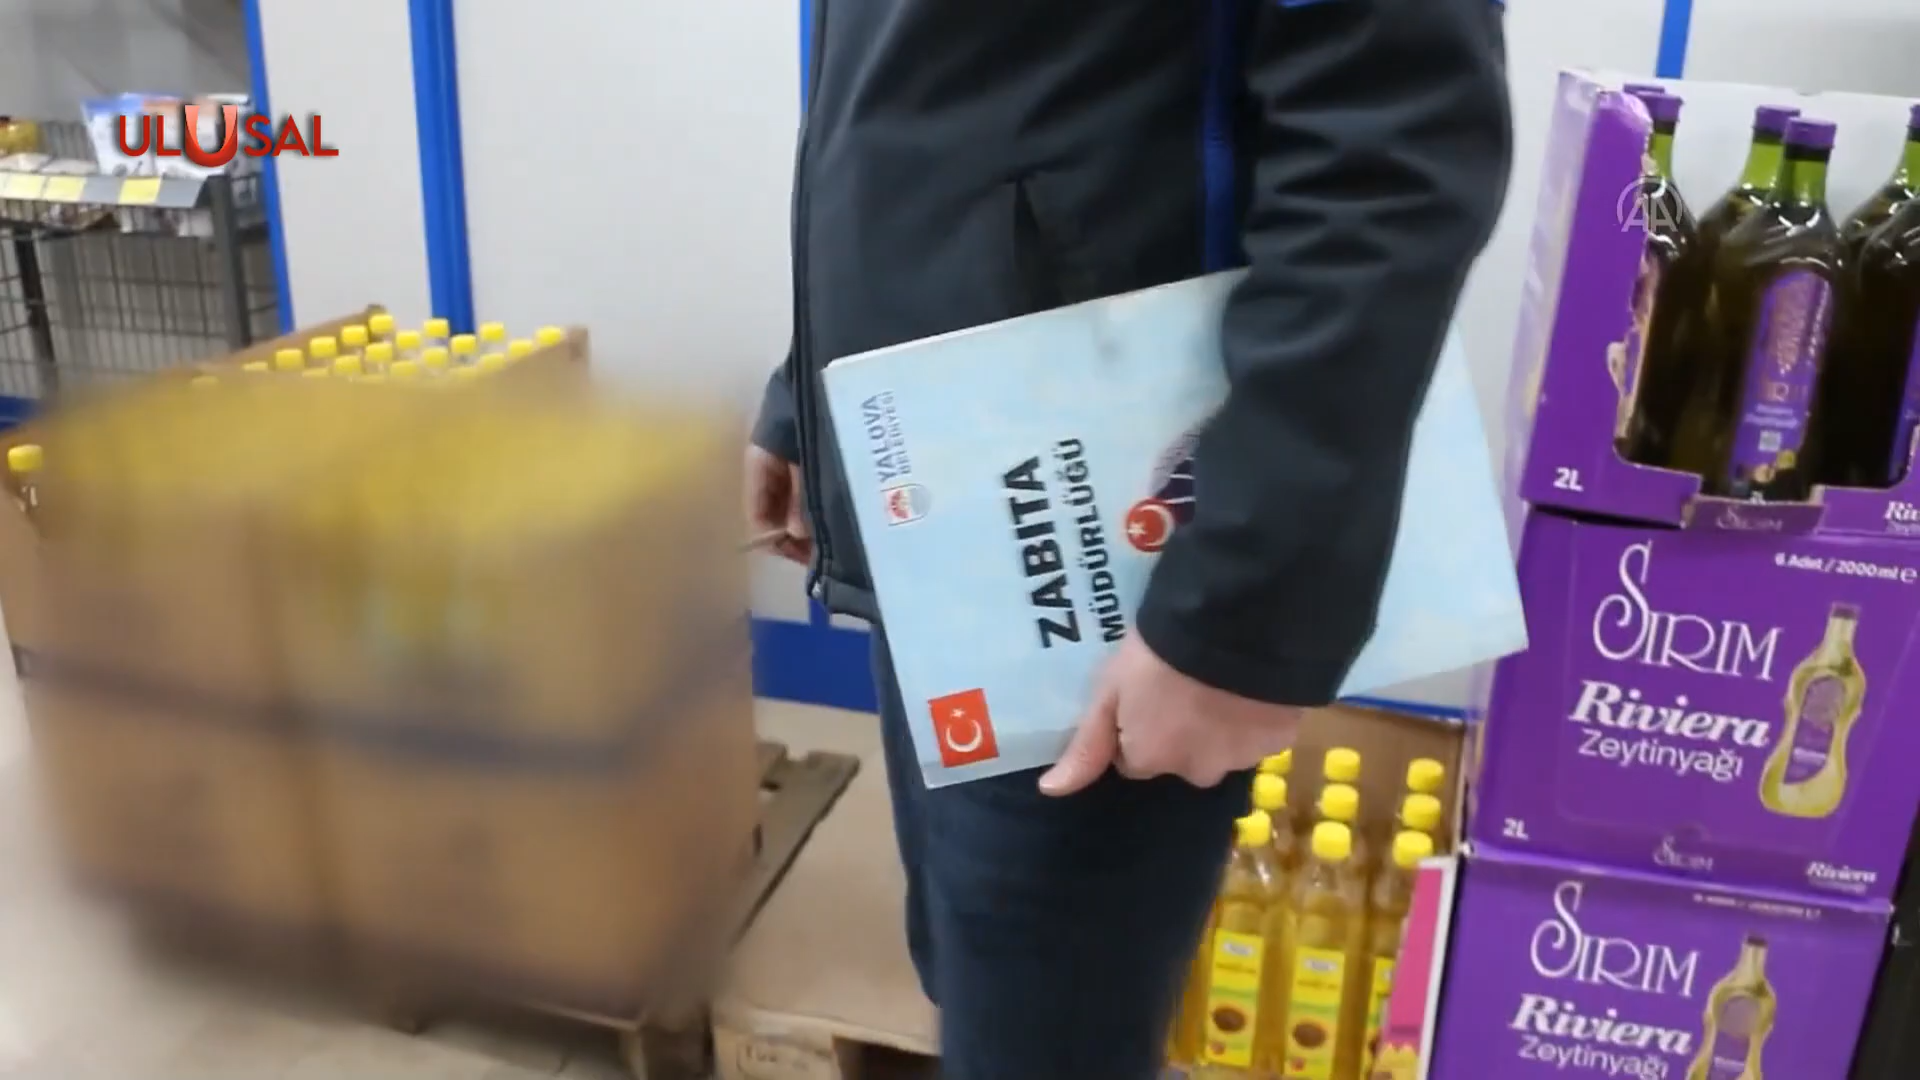 ULUSAL
AA
YALOVA
BELEDİYESİ
ZABITA
MÜDÜRLÜĞÜ
2L
SIRIM
6 Adet / 2000 ml e
SIRIM
Riviera
Zeytinyağı
2L
SIRIM
Riviera
SIRIM
Riviera
Zeytinyağı